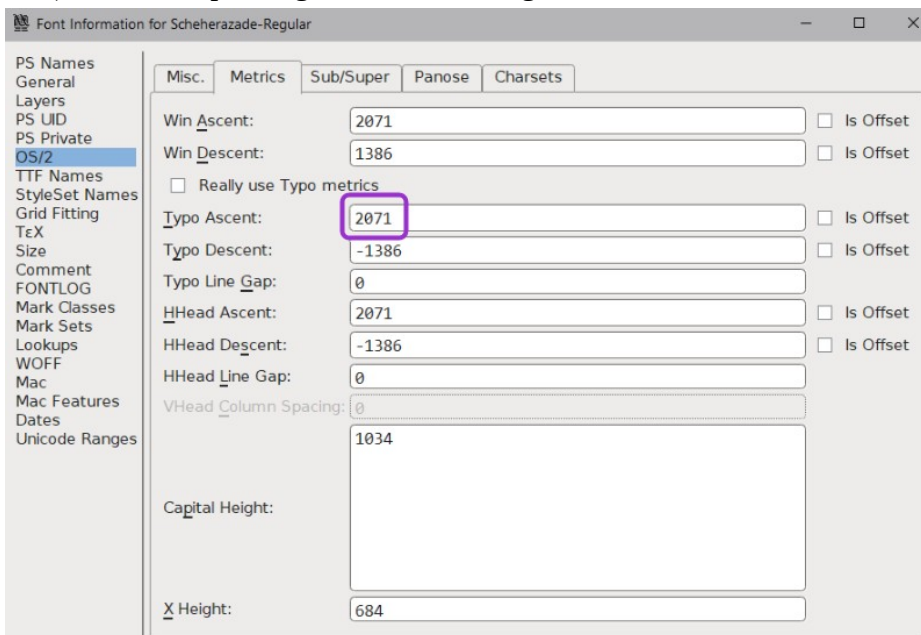 Font Information for Scheherazade-Regular
PS Names
General
Layers
PS UID
PS Private
OS/2
TTF Names
StyleSet Names
Grid Fitting
TεX
Size
Comment
FONTLOG
Mark Classes
Mark Sets
Lookups
WOFF
Mac
Mac Features
Dates
Unicode Ranges
Misc. Metrics Sub/Super Panose Charsets
Win Ascent: 2071 Is Offset
Win Descent: 1386 Is Offset
Really use Typo metrics
Typo Ascent: 2071 Is Offset
Typo Descent: -1386 Is Offset
Typo Line Gap: 0
HHead Ascent: 2071 Is Offset
HHead Descent: -1386 Is Offset
HHead Line Gap: 0
VHead Column Spacing: 0
Capital Height: 1034
X Height: 684